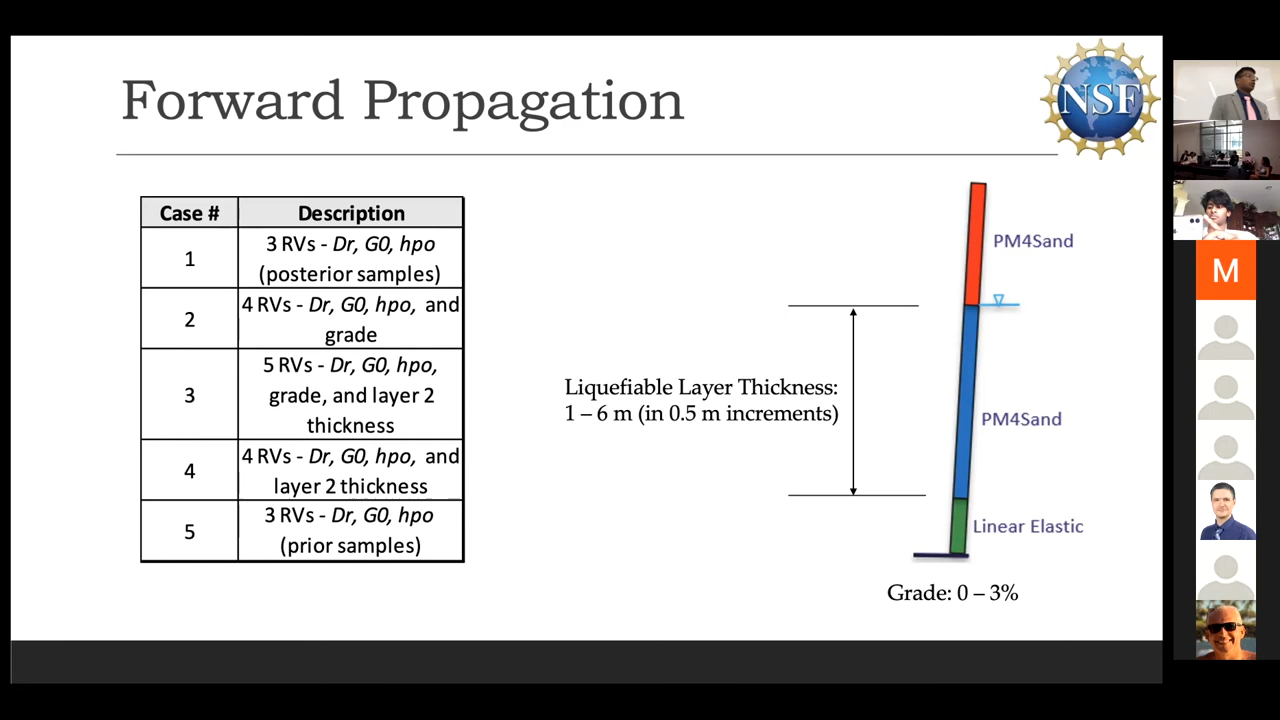 Forward Propagation
NSF
Case #
Description
1
3 RVs - Dr, G0, hpo
(posterior samples)
2
4 RVs - Dr, G0, hpo, and
grade
3
5 RVs - Dr, G0, hpo,
grade, and layer 2
thickness
4
4 RVs - Dr, G0, hpo, and
layer 2 thickness
5
3 RVs - Dr, G0, hpo
(prior samples)
PM4Sand
Liquefiable Layer Thickness:
1 – 6 m (in 0.5 m increments)
PM4Sand
Linear Elastic
Grade: 0 – 3%
M